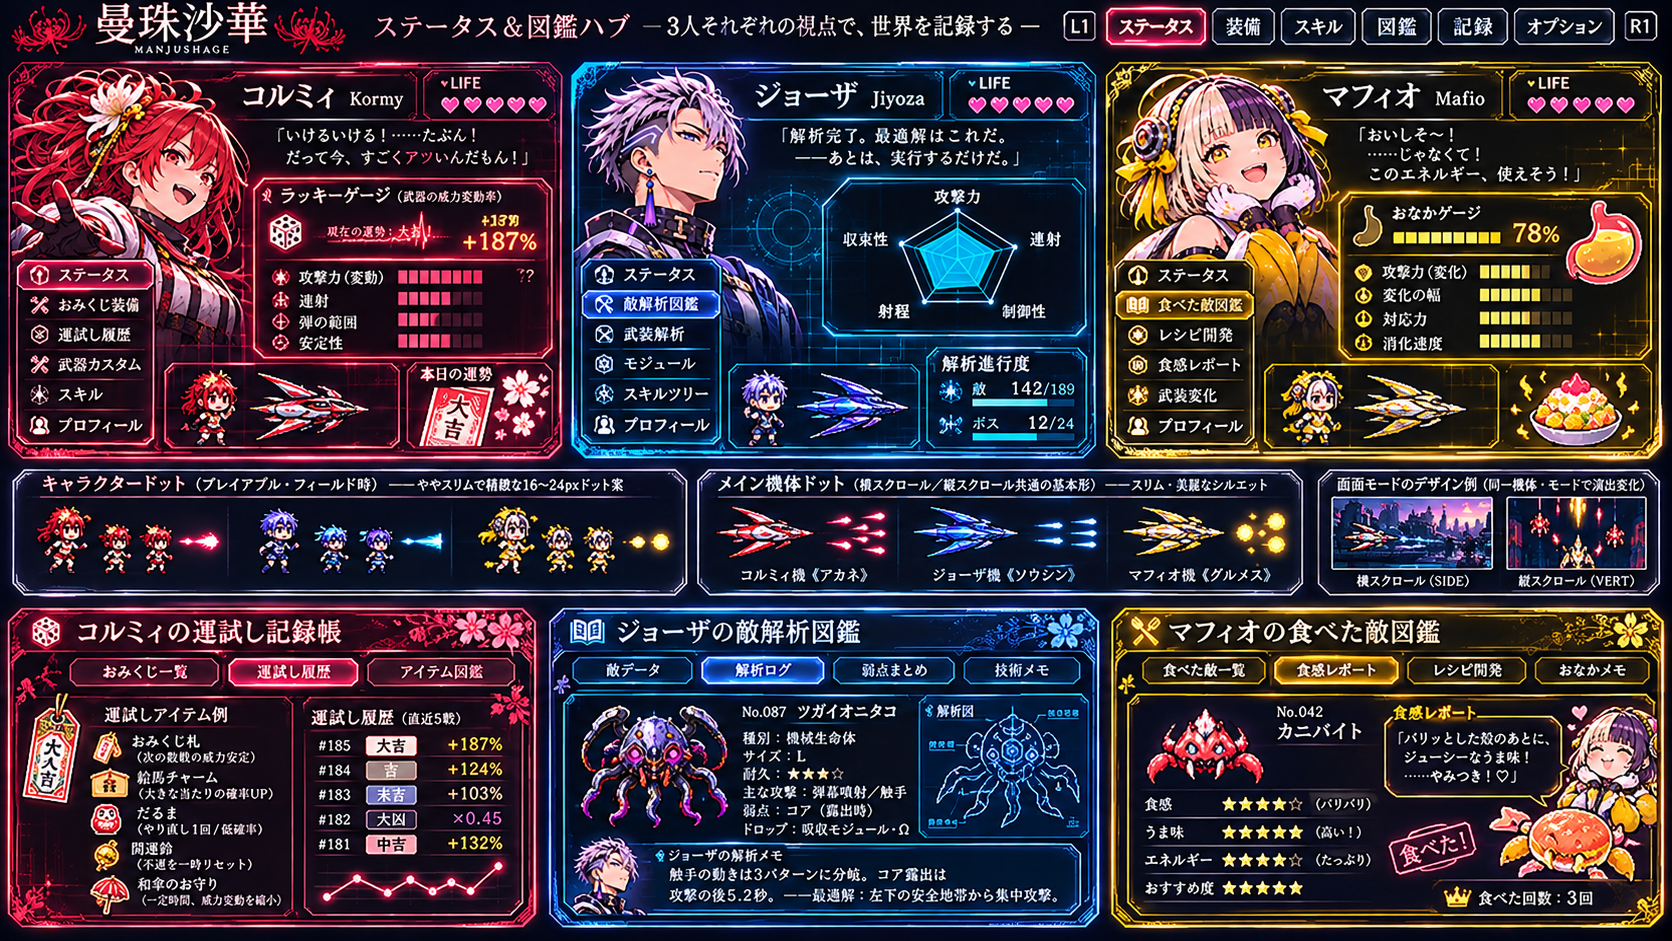 曼珠沙華
MANJUSHAGE
ステータス＆図鑑ハブ ― 3人それぞれの視点で、世界を記録する ―
L1 ステータス 装備 スキル 図鑑 記録 オプション R1
コルミィ Kormy
LIFE
「いけるいける！……たぶん！
だって今、すごくアツいんだもん！」
ラッキーゲージ（武器の威力変動率）
現在の運勢：大吉！
+187%
攻撃力（変動） ??
連射
弾の範囲
安定性
ステータス
おみくじ装備
運試し履歴
武器カスタム
スキル
プロフィール
本日の運勢
大吉
ジョーザ Jiyoza
LIFE
「解析完了。最適解はこれだ。
――あとは、実行するだけだ。」
攻撃力
連射
制御性
射程
収束性
ステータス
敵解析図鑑
武装解析
モジュール
スキルツリー
プロフィール
解析進行度
敵 142/189
ボス 12/24
マフィオ Mafio
LIFE
「おいしそ～！
……じゃなくて！
このエネルギー、使えそう！」
おなかゲージ
78%
攻撃力（変化）
変化の幅
対応力
消化速度
ステータス
食べた敵図鑑
レシピ開発
食感レポート
武装変化
プロフィール
キャラクタードット（プレイアブル・フィールド時）――ややスリムで精緻な16～24pxドット案
メイン機体ドット（横スクロール／縦スクロール共通の基本形）――スリム・美麗なシルエット
コルミィ機《アカネ》
ジョーザ機《ソウシン》
マフィオ機《グルメス》
画面モードのデザイン例（同一機体・モードで演出変化）
横スクロール（SIDE）
縦スクロール（VERT）
コルミィの運試し記録帳
おみくじ一覧 運試し履歴 アイテム図鑑
運試しアイテム例
おみくじ札
（次の数戦の威力安定）
絵馬チャーム
（大きな当たりの確率UP）
だるま
（やり直し1回/低確率）
開運鈴
（不運を一時リセット）
和傘のお守り
（一定時間、威力変動を縮小）
大大吉
運試し履歴（直近5戦）
#185 大吉 +187%
#184 吉 +124%
#183 末吉 +103%
#182 大凶 ×0.45
#181 中吉 +132%
ジョーザの敵解析図鑑
敵データ 解析ログ 弱点まとめ 技術メモ
No.087 ツガイオニタコ
種別：機械生命体
サイズ：L
耐久：★★★☆
主な攻撃：弾幕噴射／触手
弱点：コア（露出時）
ドロップ：吸収モジュール・Ω
解析図
ジョーザの解析メモ
触手の動きは3パターンに分岐。コア露出は
攻撃の後5.2秒。――最適解：左下の安全地帯から集中攻撃。
マフィオの食べた敵図鑑
食べた敵一覧 食感レポート レシピ開発 おなかメモ
No.042
カニバイト
食感レポート
「バリッとした殻のあとに、
ジューシーなうま味！
……やみつき！♡」
食感 ★★★★☆（バリバリ）
うま味 ★★★★★（高い！）
エネルギー ★★★★☆（たっぷり）
おすすめ度 ★★★★★
食べた！
食べた回数：3回